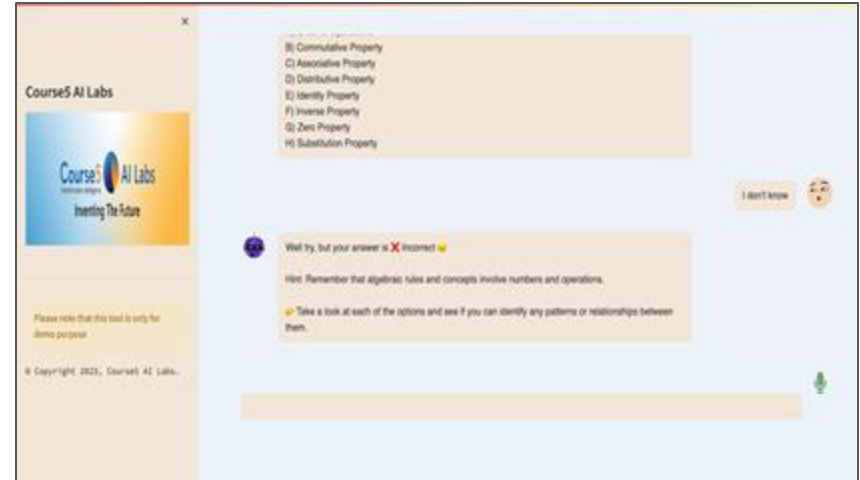 ×
Course5 AI Labs
Course5 AI Labs
Inventing The Future
Please note that this tool is only for
demo purpose
© Copyright 2023, Course5 AI Labs.
B) Commutative Property
C) Associative Property
D) Distributive Property
E) Identity Property
F) Inverse Property
G) Zero Property
H) Substitution Property
I don't know
Well try, but your answer is ❌ Incorrect
Hint: Remember that algebraic rules and concepts involve numbers and operations.
👉 Take a look at each of the options and see if you can identify any patterns or relationships between
them.